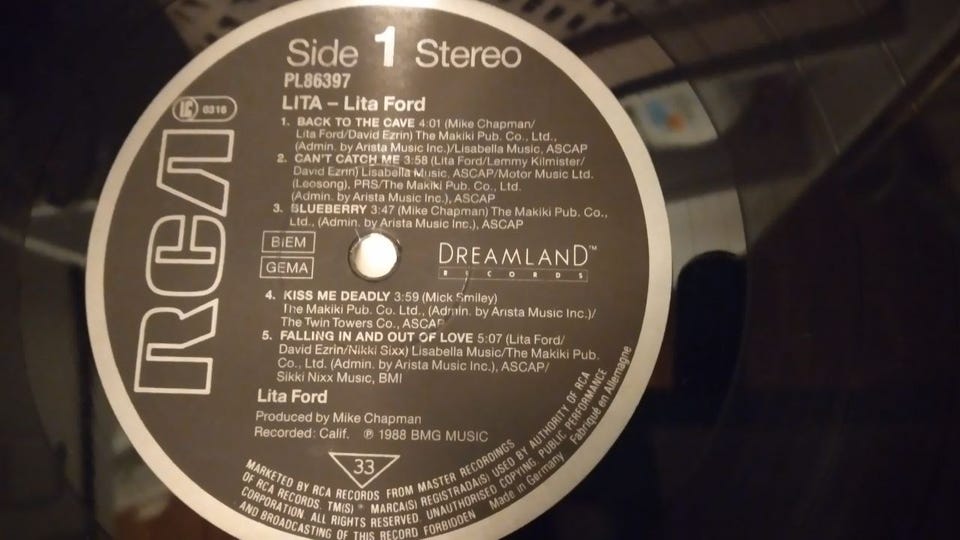 Side 1 Stereo
PL86397
LC 0316
LITA – Lita Ford
1. BACK TO THE CAVE 4:01 (Mike Chapman/
Lita Ford/David Ezrin) The Makiki Pub. Co., Ltd.,
(Admin. by Arista Music Inc.)/Lisabella Music, ASCAP
2. CAN'T CATCH ME 3:58 (Lita Ford/Lemmy Kilmister/
David Ezrin) Lisabella Music, ASCAP/Motor Music Ltd.
(Leosong), PRS/The Makiki Pub. Co., Ltd.
(Admin. by Arista Music Inc.), ASCAP
3. BLUEBERRY 3:47 (Mike Chapman) The Makiki Pub. Co.,
Ltd., (Admin. by Arista Music Inc.), ASCAP
RCA
BIEM
GEMA
DREAMLAND™
RECORDS
4. KISS ME DEADLY 3:59 (Mick Smiley)
The Makiki Pub. Co. Ltd., (Admin. by Arista Music Inc.)/
The Twin Towers Co., ASCAP
5. FALLING IN AND OUT OF LOVE 5:07 (Lita Ford/
David Ezrin/Nikki Sixx) Lisabella Music/The Makiki Pub.
Co., Ltd. (Admin. by Arista Music Inc.), ASCAP/
Sikki Nixx Music, BMI
Lita Ford
Produced by Mike Chapman
Recorded: Calif. ℗ 1988 BMG MUSIC
33
MARKETED BY RCA RECORDS FROM MASTER RECORDINGS
OF RCA RECORDS. TM(S) ® MARCA(S) REGISTRADA(S) USED BY AUTHORITY OF RCA
CORPORATION. ALL RIGHTS RESERVED. UNAUTHORISED COPYING, PUBLIC PERFORMANCE
AND BROADCASTING OF THIS RECORD FORBIDDEN Made in Germany Fabriqué en Allemagne